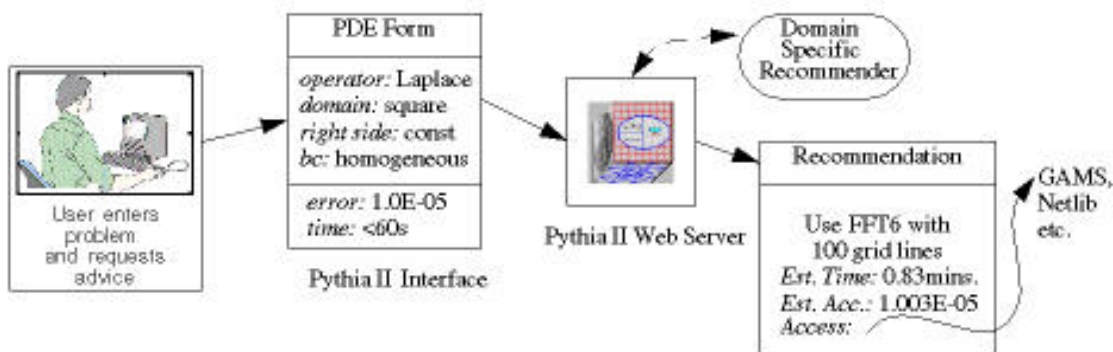 User enters
problem
and requests
advice
PDE Form
operator: Laplace
domain: square
right side: const
bc: homogeneous
error: 1.0E-05
time: <60s
Pythia II Interface
Pythia II Web Server
Domain
Specific
Recommender
Recommendation
Use FFT6 with
100 grid lines
Est. Time: 0.83mins.
Est. Acc.: 1.003E-05
Access:
GAMS,
Netlib
etc.